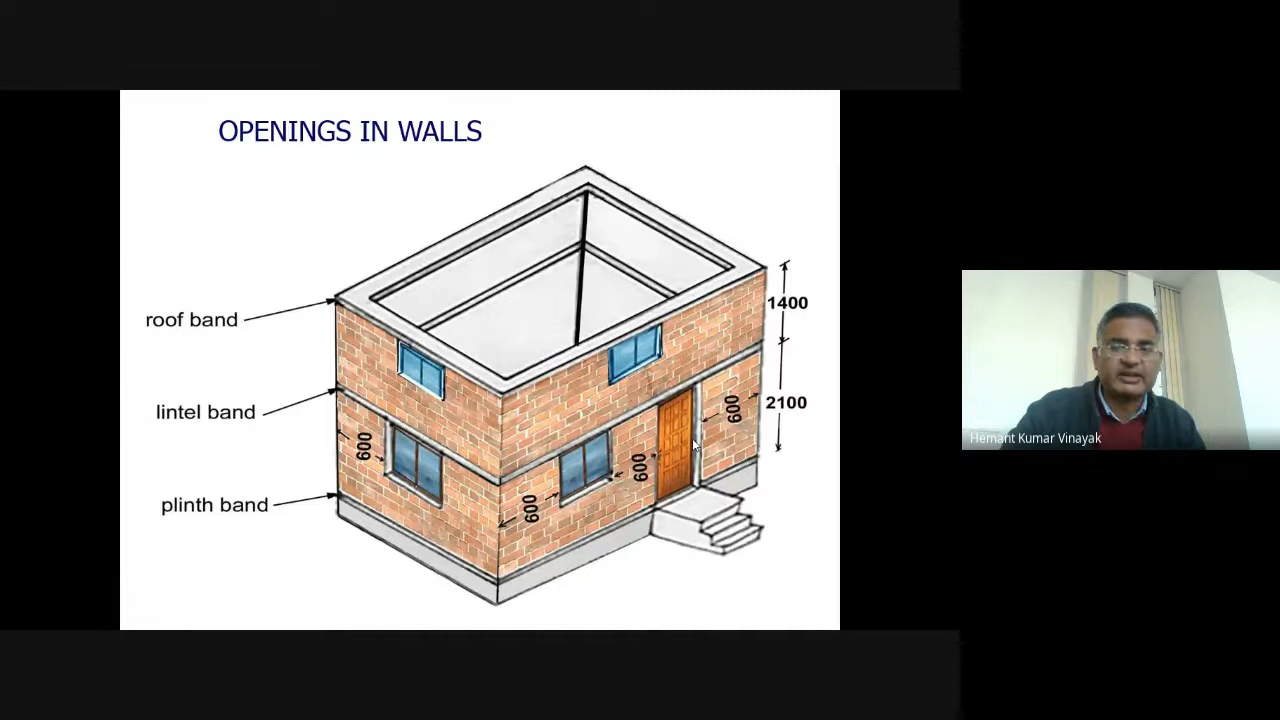 OPENINGS IN WALLS
roof band
1400
lintel band
2100
600
600
600
600
plinth band
Hemant Kumar Vinayak